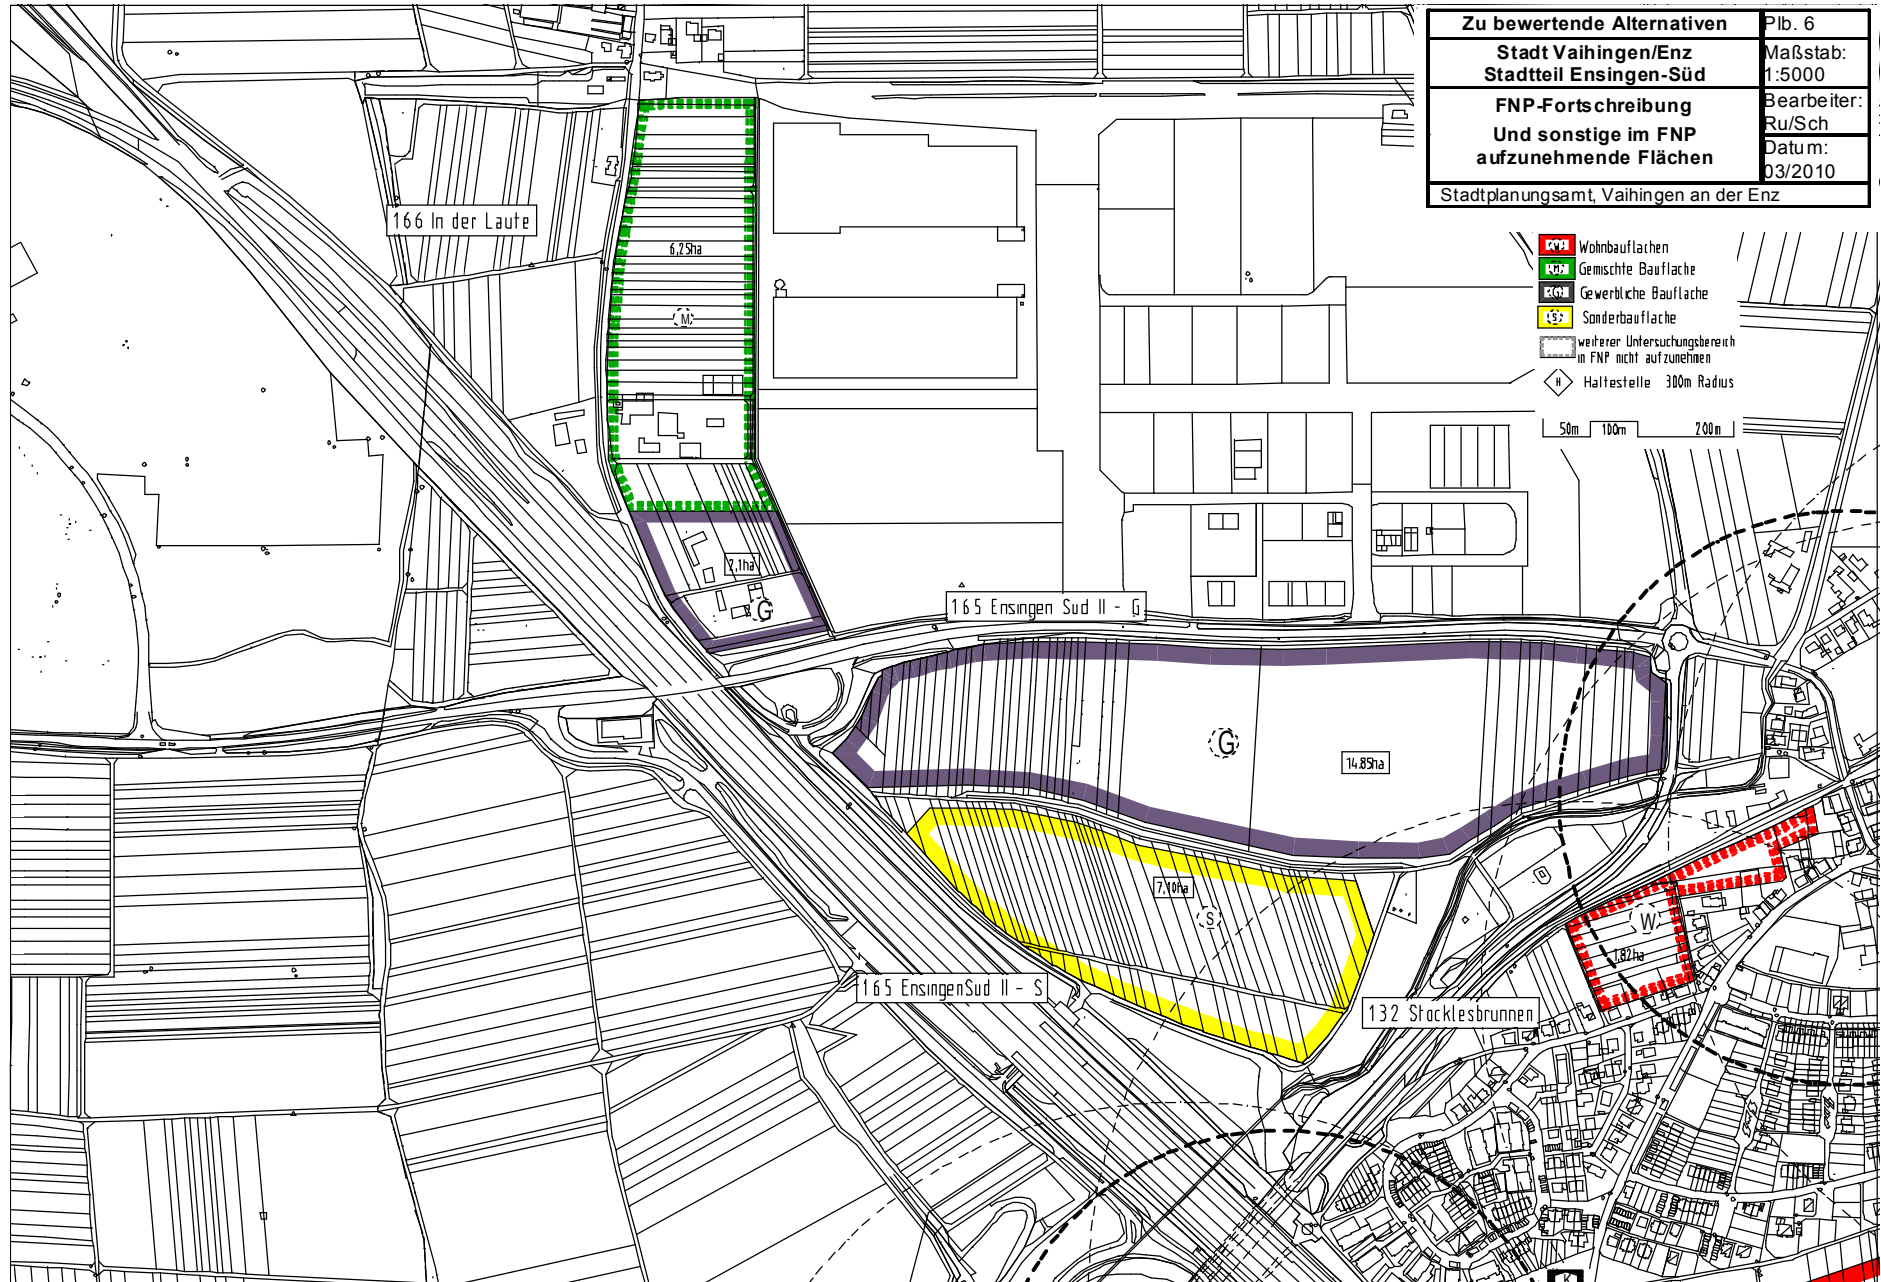 Zu bewertende Alternativen
Plb. 6
Stadt Vaihingen/Enz
Stadtteil Ensingen-Süd
Maßstab:
1:5000
FNP-Fortschreibung
Und sonstige im FNP
aufzunehmende Flächen
Bearbeiter:
Ru/Sch
Datum:
03/2010
Stadtplanungsamt, Vaihingen an der Enz
W Wohnbauflachen
M Gemischte Bauflache
G Gewerbliche Bauflache
S Sonderbauflache
weiterer Untersuchungsbereich
in FNP nicht aufzunehmen
H Haltestelle 300m Radius
50m 100m 200m
166 In der Laute
6,25ha
M
2,1ha
G
165 Ensingen Sud II - G
G
14.85ha
7,10ha
S
165 EnsingenSud II - S
W
1,82ha
132 Stocklesbrunnen
K